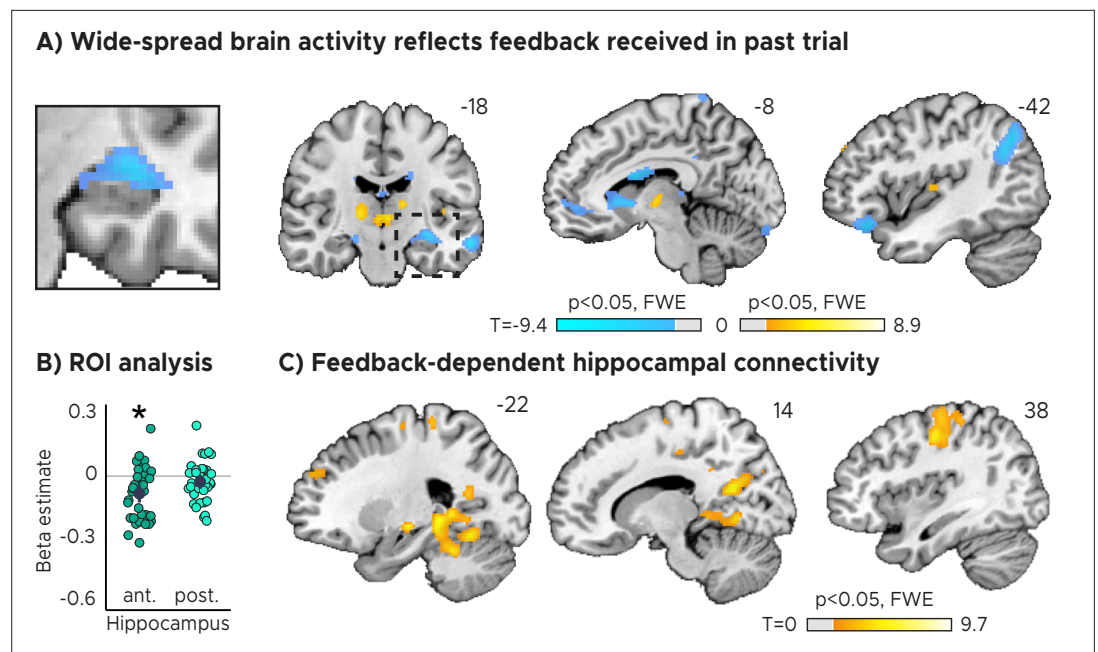 A) Wide-spread brain activity reflects feedback received in past trial
-18
-8
-42
p<0.05, FWE
p<0.05, FWE
T=-9.4
0
8.9
B) ROI analysis
C) Feedback-dependent hippocampal connectivity
0.3
*
0
-0.3
-0.6
Beta estimate
ant.
post.
Hippocampus
-22
14
38
p<0.05, FWE
T=0
9.7